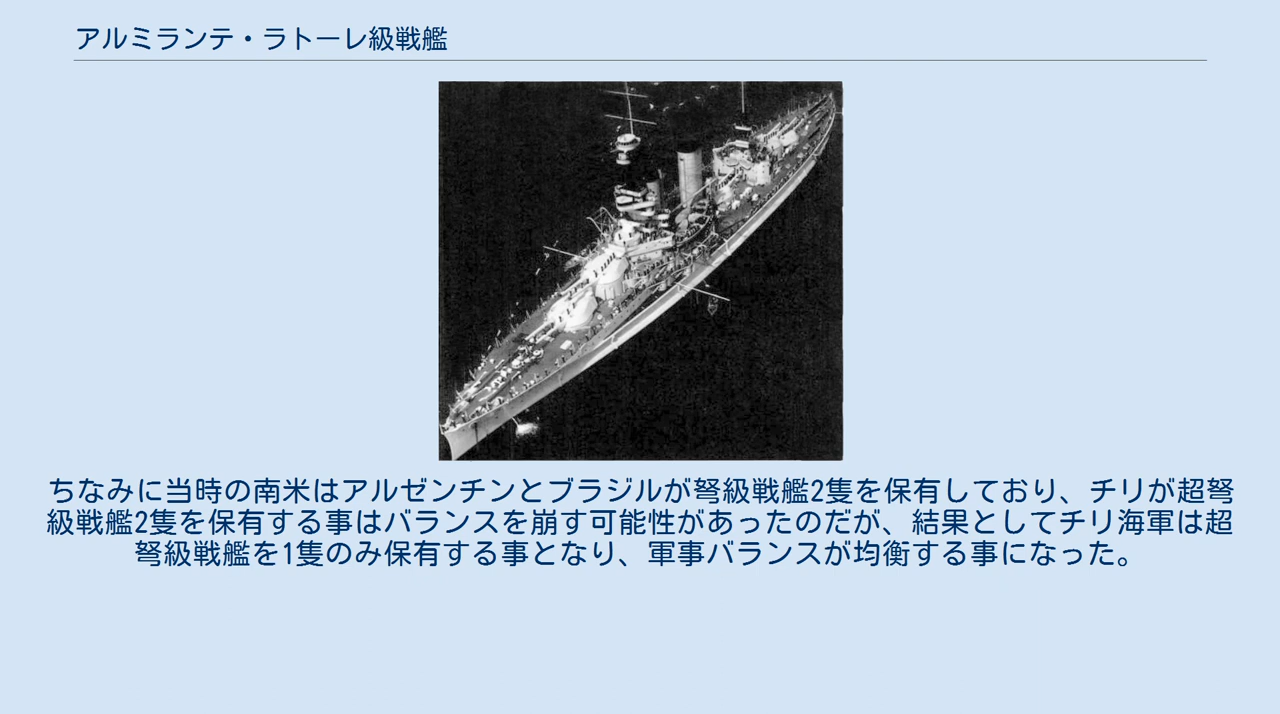 アルミランテ・ラトーレ級戦艦
ちなみに当時の南米はアルゼンチンとブラジルが弩級戦艦2隻を保有しており、チリが超弩
級戦艦2隻を保有する事はバランスを崩す可能性があったのだが、結果としてチリ海軍は超
弩級戦艦を1隻のみ保有する事となり、軍事バランスが均衡する事になった。